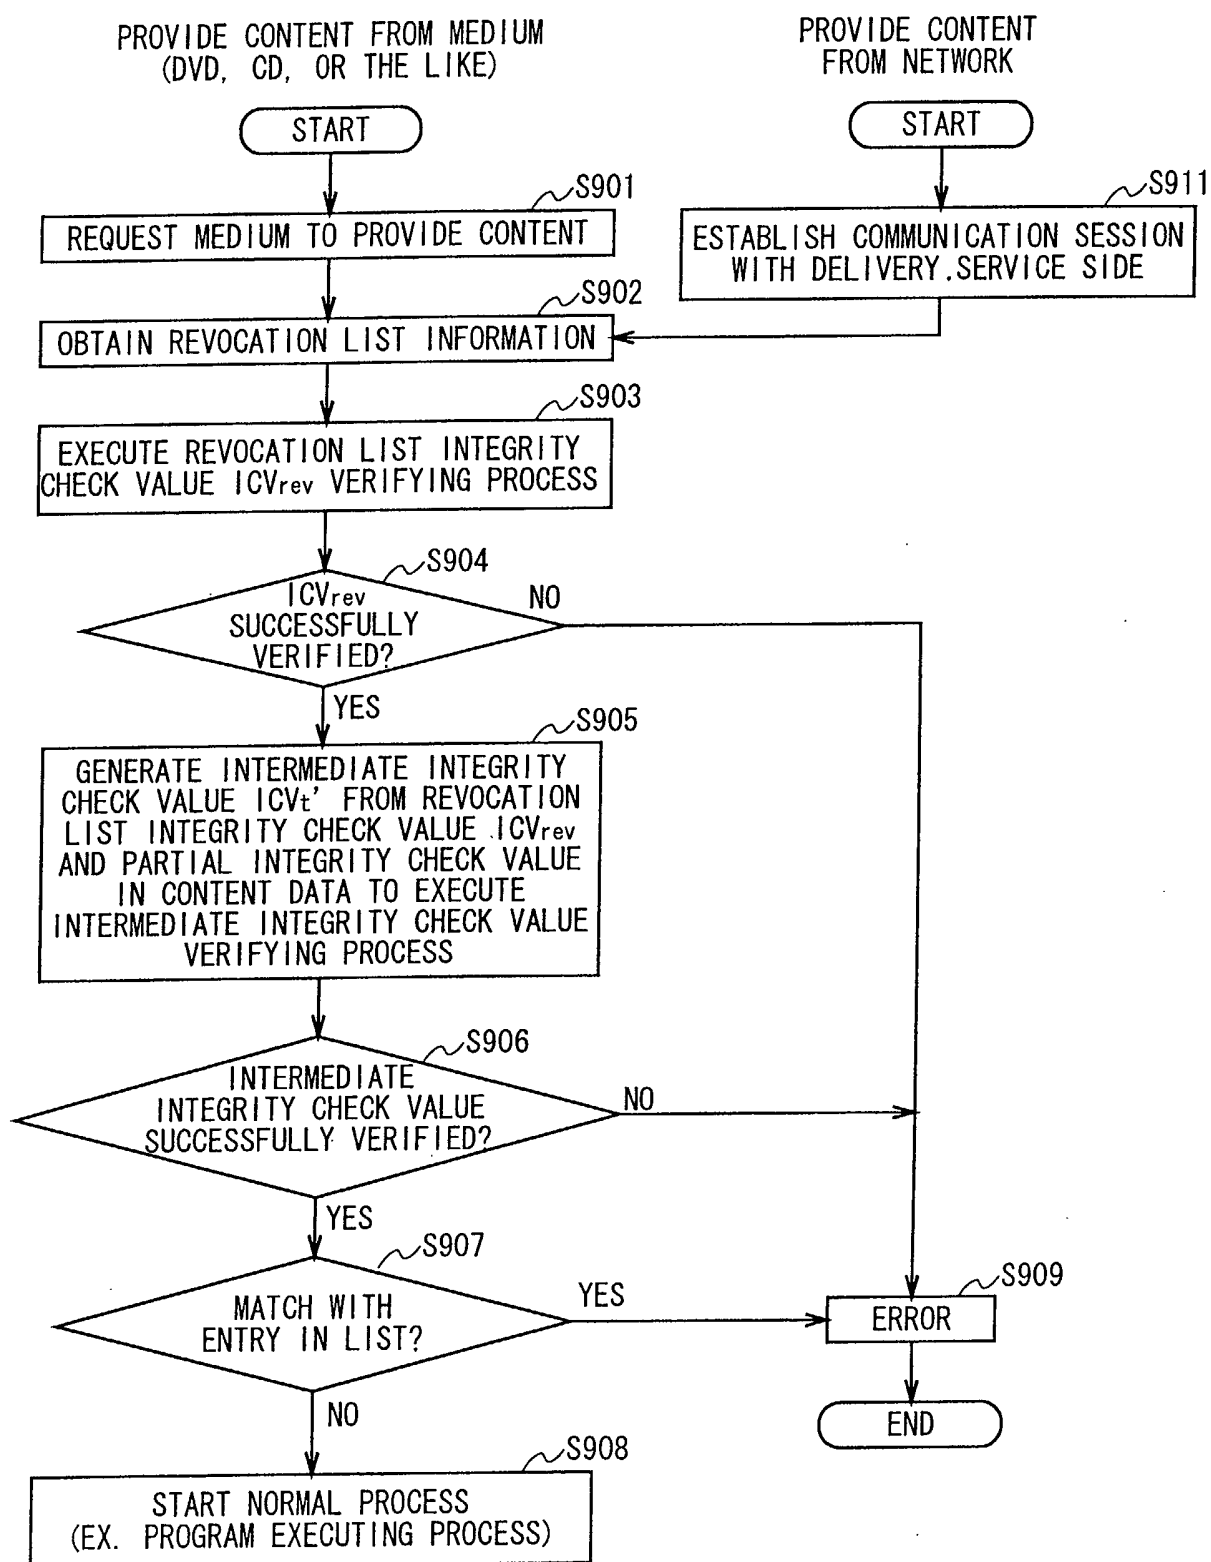 PROVIDE CONTENT FROM MEDIUM
(DVD, CD, OR THE LIKE)
PROVIDE CONTENT
FROM NETWORK
START
START
S901
REQUEST MEDIUM TO PROVIDE CONTENT
S911
ESTABLISH COMMUNICATION SESSION
WITH DELIVERY.SERVICE SIDE
S902
OBTAIN REVOCATION LIST INFORMATION
S903
EXECUTE REVOCATION LIST INTEGRITY
CHECK VALUE ICVrev VERIFYING PROCESS
S904
ICVrev
SUCCESSFULLY
VERIFIED?
NO
YES
S905
GENERATE INTERMEDIATE INTEGRITY
CHECK VALUE ICVt' FROM REVOCATION
LIST INTEGRITY CHECK VALUE ICVrev
AND PARTIAL INTEGRITY CHECK VALUE
IN CONTENT DATA TO EXECUTE
INTERMEDIATE INTEGRITY CHECK VALUE
VERIFYING PROCESS
S906
INTERMEDIATE
INTEGRITY CHECK VALUE
SUCCESSFULLY VERIFIED?
NO
YES
S907
MATCH WITH
ENTRY IN LIST?
YES
S909
ERROR
NO
END
S908
START NORMAL PROCESS
(EX. PROGRAM EXECUTING PROCESS)